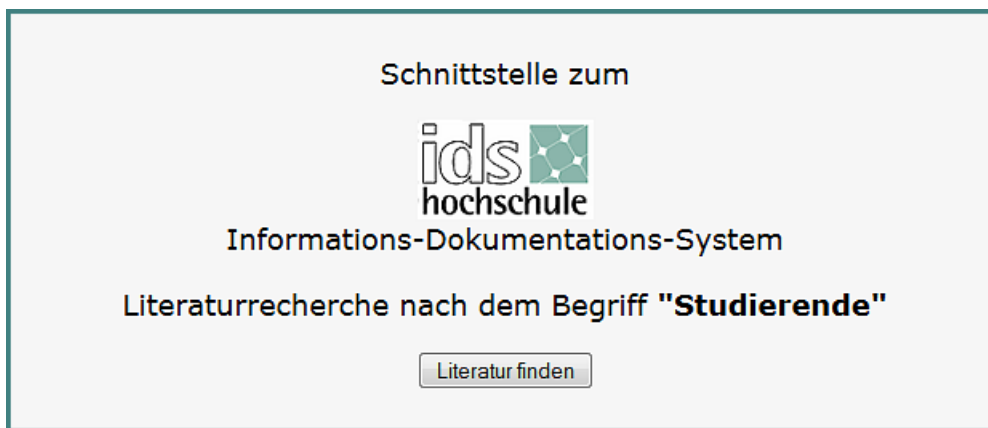 Schnittstelle zum
ids
hochschule
Informations-Dokumentations-System
Literaturrecherche nach dem Begriff "Studierende"
Literatur finden